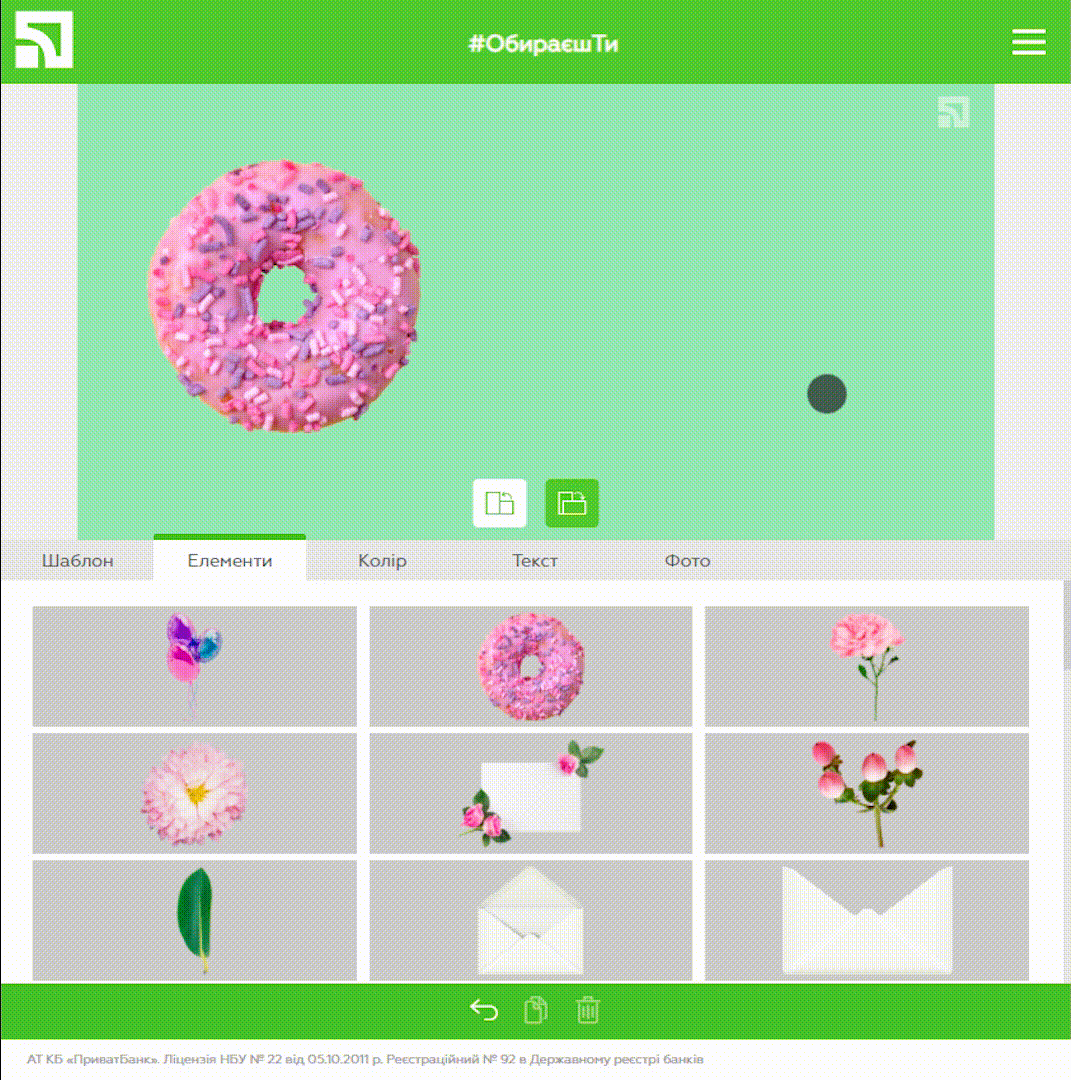 #ОбираєшТи
Шаблон Елементи Колір Текст Фото
АТ КБ «ПриватБанк». Ліцензія НБУ № 22 від 05.10.2011 р. Реєстраційний № 92 в Державному реєстрі банків